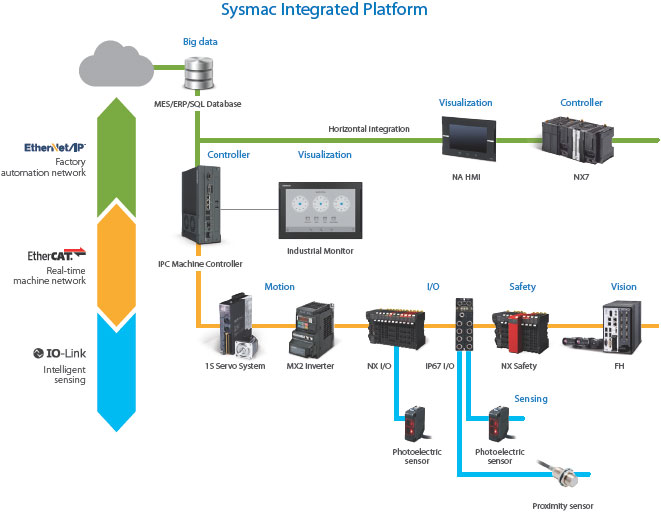 Sysmac Integrated Platform
Big data
MES/ERP/SQL Database
EtherNet/IP™
Factory
automation network
Horizontal Integration
Visualization
Controller
NA HMI
NX7
Controller
Visualization
IPC Machine Controller
Industrial Monitor
EtherCAT.
Real-time
machine network
Motion
I/O
Safety
Vision
1S Servo System
MX2 Inverter
NX I/O
IP67 I/O
NX Safety
FH
IO-Link
Intelligent
sensing
Sensing
Photoelectric
sensor
Photoelectric
sensor
Proximity sensor